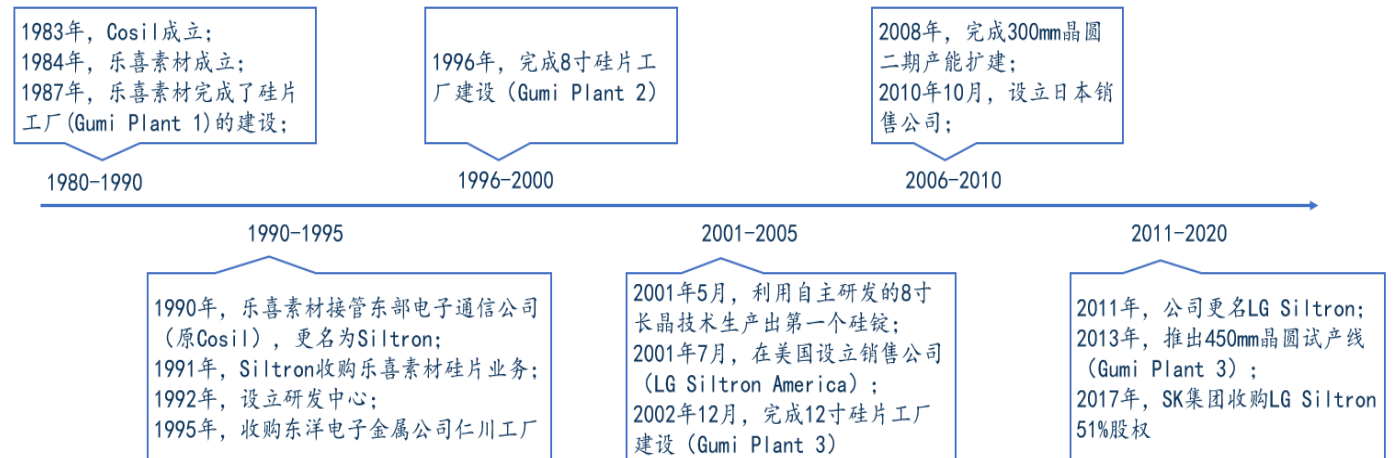 1983年，Cosil成立；
1984年，乐喜素材成立；
1987年，乐喜素材完成了硅片
工厂(Gumi Plant 1)的建设；
1980-1990
1990-1995
1990年，乐喜素材接管东部电子通信公司
（原Cosil），更名为Siltron；
1991年，Siltron收购乐喜素材硅片业务；
1992年，设立研发中心；
1995年，收购东洋电子金属公司仁川工厂
1996年，完成8寸硅片工
厂建设（Gumi Plant 2）
1996-2000
2001-2005
2001年5月，利用自主研发的8寸
长晶技术生产出第一个硅锭；
2001年7月，在美国设立销售公司
（LG Siltron America）；
2002年12月，完成12寸硅片工厂
建设（Gumi Plant 3）
2008年，完成300mm晶圆
二期产能扩建；
2010年10月，设立日本销
售公司；
2006-2010
2011-2020
2011年，公司更名LG Siltron；
2013年，推出450mm晶圆试产线
（Gumi Plant 3）；
2017年，SK集团收购LG Siltron
51%股权